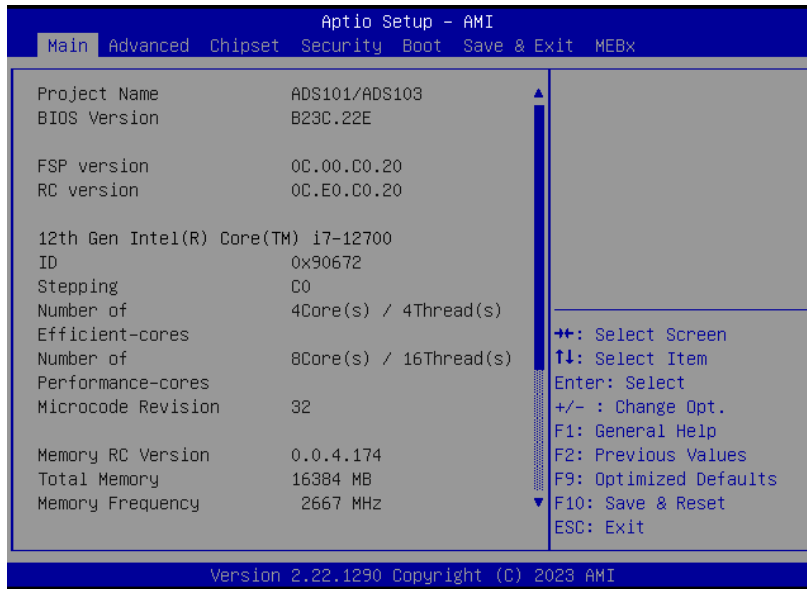 Aptio Setup - AMI
Main Advanced Chipset Security Boot Save & Exit MEBx
Project Name ADS101/ADS103
BIOS Version B23C.22E
FSP version 0C.00.C0.20
RC version 0C.E0.C0.20
12th Gen Intel(R) Core(TM) i7-12700
ID 0x90672
Stepping C0
Number of 4Core(s) / 4Thread(s)
Efficient-cores
Number of 8Core(s) / 16Thread(s)
Performance-cores
Microcode Revision 32
Memory RC Version 0.0.4.174
Total Memory 16384 MB
Memory Frequency 2667 MHz
→←: Select Screen
↑↓: Select Item
Enter: Select
+/- : Change Opt.
F1: General Help
F2: Previous Values
F9: Optimized Defaults
F10: Save & Reset
ESC: Exit
Version 2.22.1290 Copyright (C) 2023 AMI